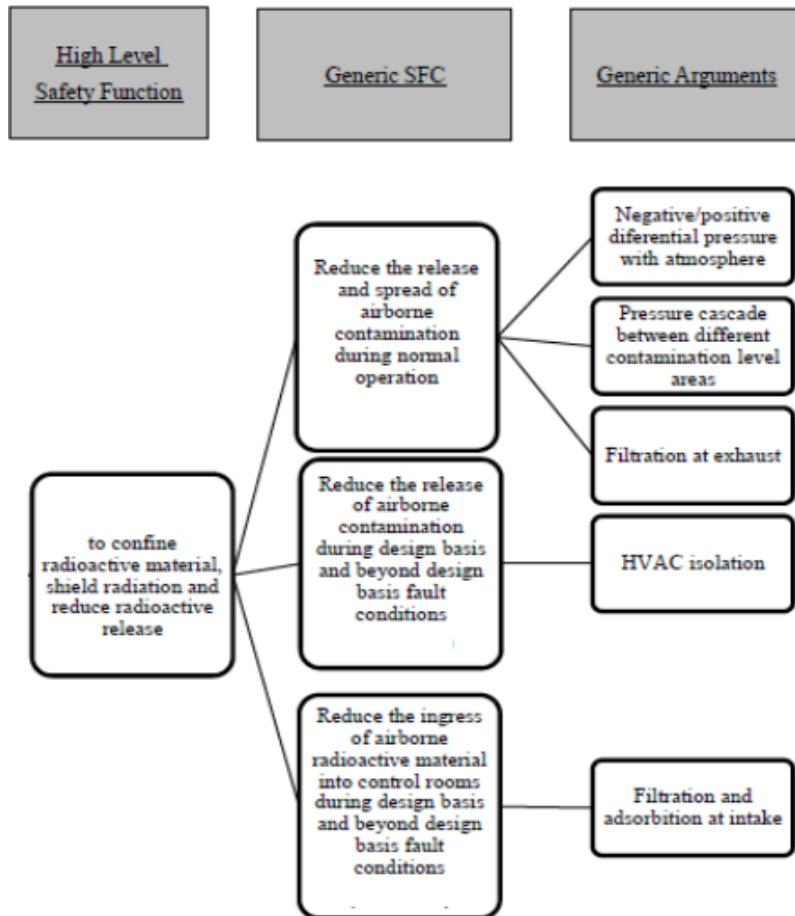 High Level
Safety Function
Generic SFC
Generic Arguments
Negative/positive
diferential pressure
with atmosphere
Reduce the release
and spread of
airborne
contamination
during normal
operation
Pressure cascade
between different
contamination level
areas
Filtration at exhaust
to confine
radioactive material,
shield radiation and
reduce radioactive
release
Reduce the release
of airborne
contamination
during design basis
and beyond design
basis fault
conditions
HVAC isolation
Reduce the ingress
of airborne
radioactive material
into control rooms
during design basis
and beyond design
basis fault
conditions
Filtration and
adsorbition at intake